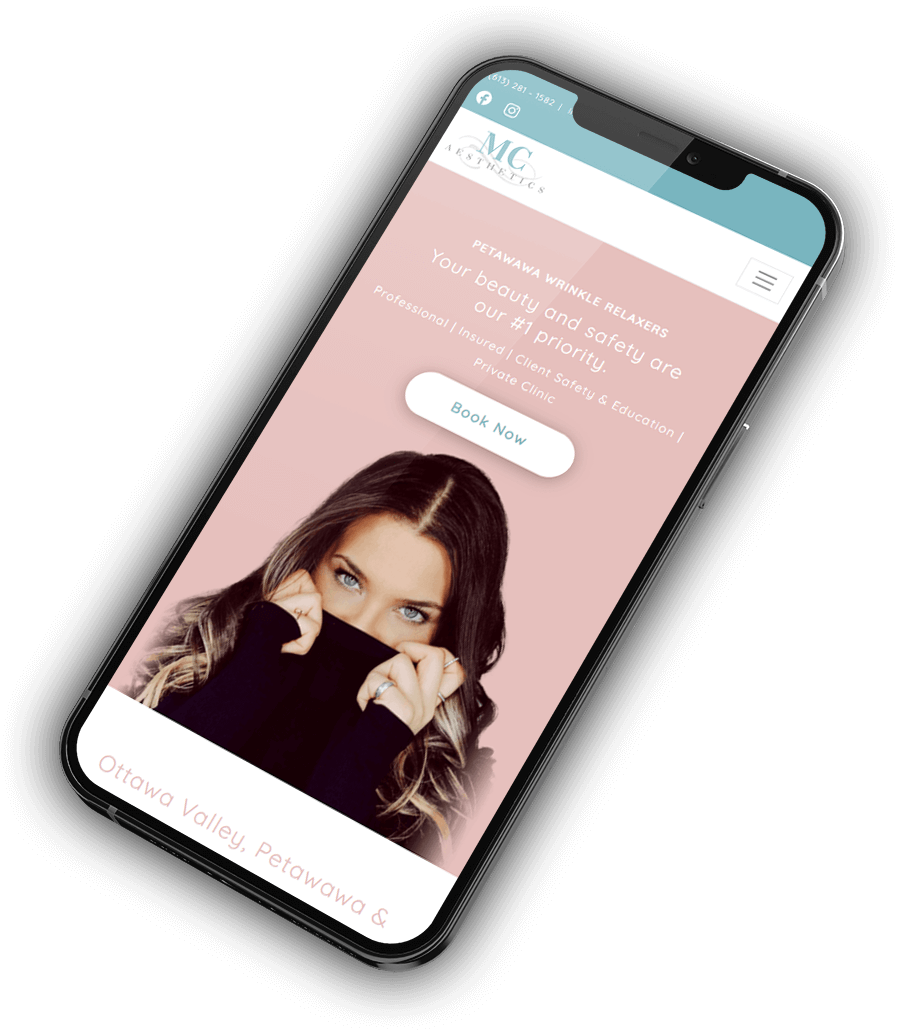 (613) 281 - 1582 |
MC
AESTHETICS
PETAWAWA WRINKLE RELAXERS
Your beauty and safety are
our #1 priority.
Professional | Insured | Client Safety & Education |
Private Clinic
Book Now
Ottawa Valley, Petawawa &